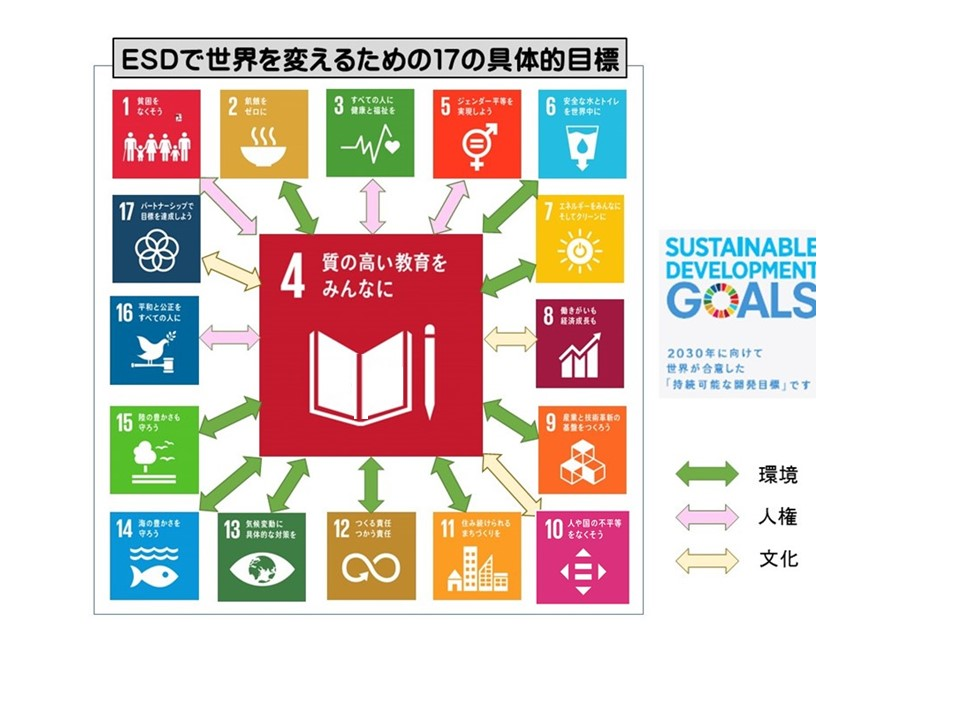 ESDで世界を変えるための17の具体的目標
1 貧困を
なくそう
2 飢餓を
ゼロに
3 すべての人に
健康と福祉を
5 ジェンダー平等を
実現しよう
6 安全な水とトイレ
を世界中に
17 パートナーシップで
目標を達成しよう
4 質の高い教育を
みんなに
7 エネルギーをみんなに
そしてクリーンに
16 平和と公正を
すべての人に
8 働きがいも
経済成長も
15 陸の豊かさも
守ろう
9 産業と技術革新の
基盤をつくろう
14 海の豊かさを
守ろう
13 気候変動に
具体的な対策を
12 つくる責任
つかう責任
11 住み続けられる
まちづくりを
10 人や国の不平等
をなくそう
SUSTAINABLE
DEVELOPMENT
GOALS
2030年に向けて
世界が合意した
「持続可能な開発目標」です
環境
人権
文化